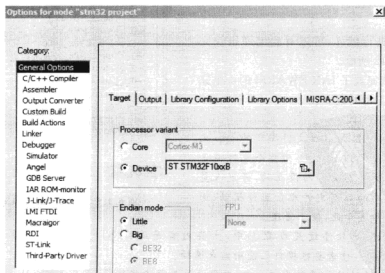 Options for node "stm32 project"
Category:
General Options
C/C++ Compiler
Assembler
Output Converter
Custom Build
Build Actions
Linker
Debugger
Simulator
Angel
GDB Server
IAR ROM-monitor
J-Link/J-Trace
LMI FTDI
Macraigor
RDI
ST-Link
Third-Party Driver
Target Output Library Configuration Library Options MISRA-C:200
Processor variant
Core Cortex-M3
Device ST STM32F10xxB
Endian mode FPU
Little None
Big
BE32
BE8